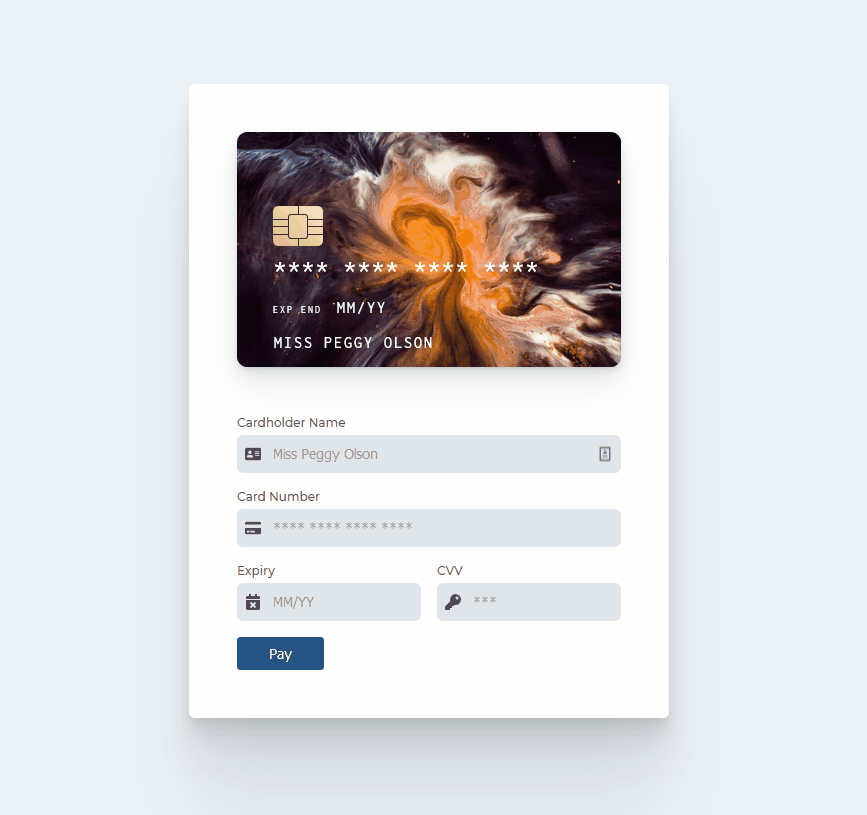 **** **** **** ****
EXP END MM/YY
MISS PEGGY OLSON
Cardholder Name
Miss Peggy Olson
Card Number
**** **** **** ****
Expiry CVV
MM/YY ***
Pay